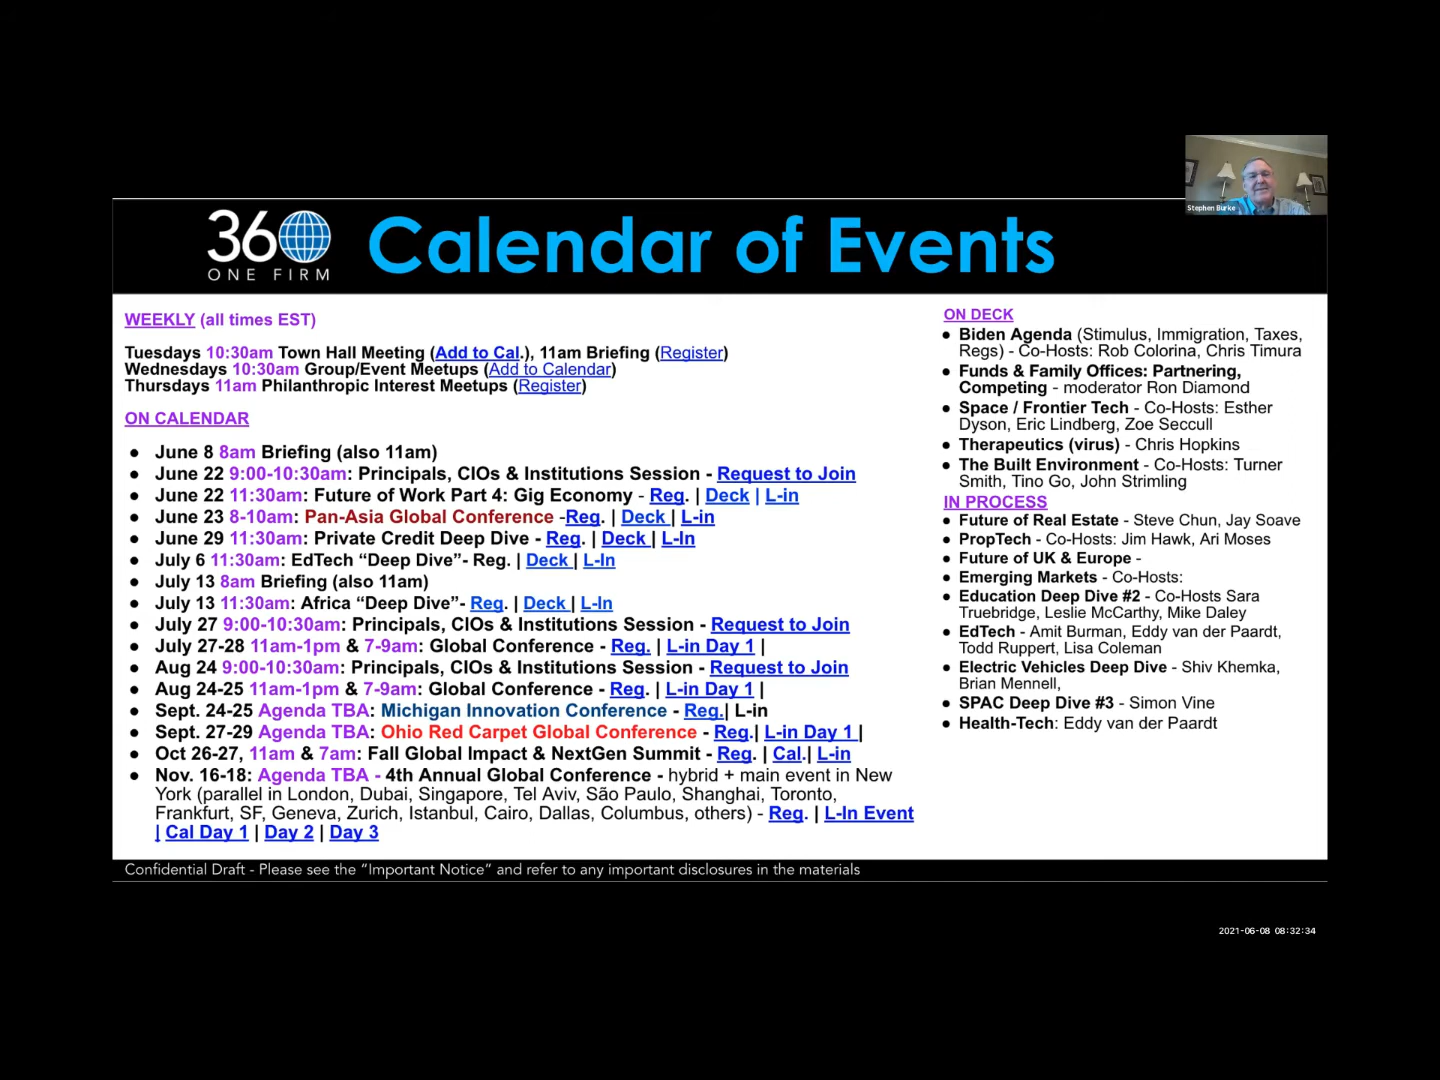 Stephen Burke
360
ONE FIRM
Calendar of Events
WEEKLY (all times EST)
Tuesdays 10:30am Town Hall Meeting (Add to Cal.), 11am Briefing (Register)
Wednesdays 10:30am Group/Event Meetups (Add to Calendar)
Thursdays 11am Philanthropic Interest Meetups (Register)
ON CALENDAR
● June 8 8am Briefing (also 11am)
● June 22 9:00-10:30am: Principals, CIOs & Institutions Session - Request to Join
● June 22 11:30am: Future of Work Part 4: Gig Economy - Reg. | Deck | L-in
● June 23 8-10am: Pan-Asia Global Conference -Reg. | Deck | L-in
● June 29 11:30am: Private Credit Deep Dive - Reg. | Deck | L-In
● July 6 11:30am: EdTech “Deep Dive”- Reg. | Deck | L-In
● July 13 8am Briefing (also 11am)
● July 13 11:30am: Africa “Deep Dive”- Reg. | Deck | L-In
● July 27 9:00-10:30am: Principals, CIOs & Institutions Session - Request to Join
● July 27-28 11am-1pm & 7-9am: Global Conference - Reg. | L-in Day 1 |
● Aug 24 9:00-10:30am: Principals, CIOs & Institutions Session - Request to Join
● Aug 24-25 11am-1pm & 7-9am: Global Conference - Reg. | L-in Day 1 |
● Sept. 24-25 Agenda TBA: Michigan Innovation Conference - Reg.| L-in
● Sept. 27-29 Agenda TBA: Ohio Red Carpet Global Conference - Reg.| L-in Day 1 |
● Oct 26-27, 11am & 7am: Fall Global Impact & NextGen Summit - Reg. | Cal.| L-in
● Nov. 16-18: Agenda TBA - 4th Annual Global Conference - hybrid + main event in New
York (parallel in London, Dubai, Singapore, Tel Aviv, São Paulo, Shanghai, Toronto,
Frankfurt, SF, Geneva, Zurich, Istanbul, Cairo, Dallas, Columbus, others) - Reg. | L-In Event
| Cal Day 1 | Day 2 | Day 3
ON DECK
● Biden Agenda (Stimulus, Immigration, Taxes,
Regs) - Co-Hosts: Rob Colorina, Chris Timura
● Funds & Family Offices: Partnering,
Competing - moderator Ron Diamond
● Space / Frontier Tech - Co-Hosts: Esther
Dyson, Eric Lindberg, Zoe Seccull
● Therapeutics (virus) - Chris Hopkins
● The Built Environment - Co-Hosts: Turner
Smith, Tino Go, John Strimling
IN PROCESS
● Future of Real Estate - Steve Chun, Jay Soave
● PropTech - Co-Hosts: Jim Hawk, Ari Moses
● Future of UK & Europe -
● Emerging Markets - Co-Hosts:
● Education Deep Dive #2 - Co-Hosts Sara
Truebridge, Leslie McCarthy, Mike Daley
● EdTech - Amit Burman, Eddy van der Paardt,
Todd Ruppert, Lisa Coleman
● Electric Vehicles Deep Dive - Shiv Khemka,
Brian Mennell,
● SPAC Deep Dive #3 - Simon Vine
● Health-Tech: Eddy van der Paardt
Confidential Draft - Please see the “Important Notice” and refer to any important disclosures in the materials
2021-06-08 08:32:34